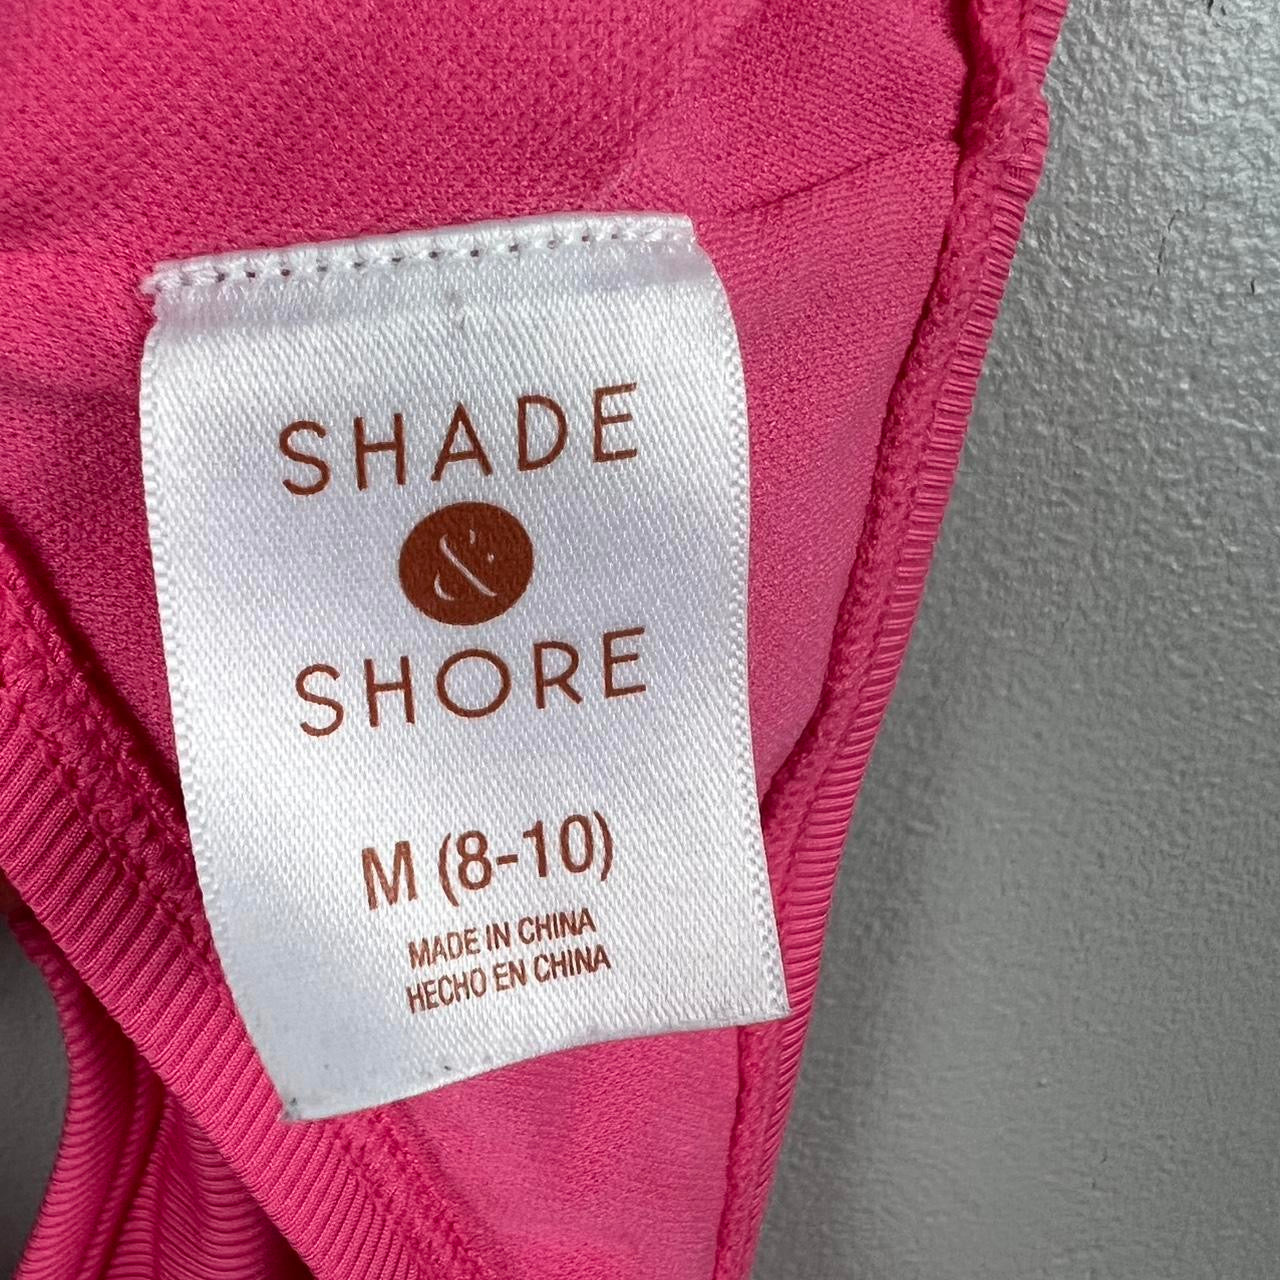 SHADE
&
SHORE
M (8-10)
MADE IN CHINA
HECHO EN CHINA